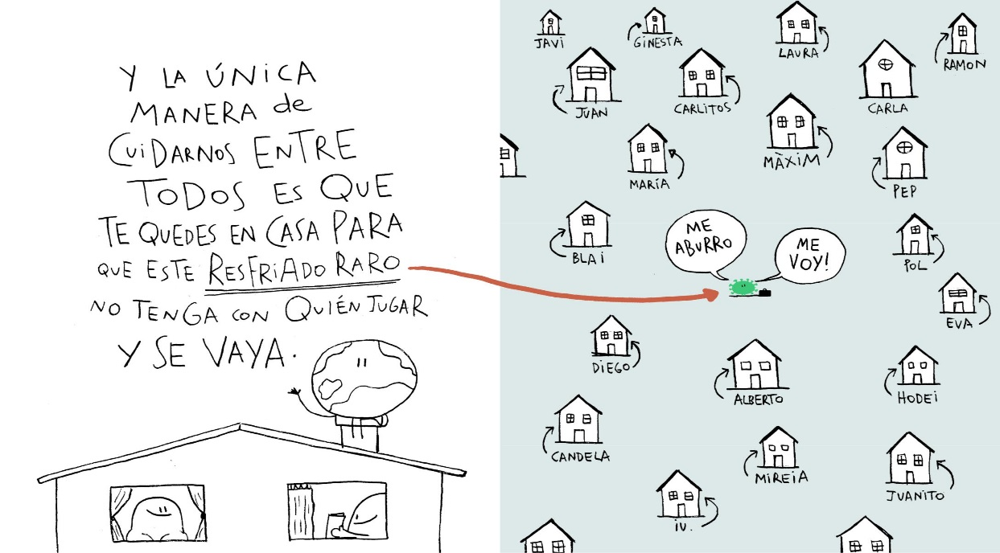 Y LA ÚNICA
MANERA de
CUIDARNOS ENTRE
TODOS ES QUE
TE QUEDES EN CASA PARA
QUE ESTE RESFRIADO RARO
NO TENGA CON QUIÉN JUGAR
Y SE VAYA.
JAVI
GINESTA
LAURA
RAMON
JUAN
CARLITOS
CARLA
MARÍA
MÀXIM
PEP
BLAI
ME
ABURRO
ME
VOY!
POL
EVA
DIEGO
ALBERTO
HODEI
CANDELA
MIREIA
JUANITO
IU.